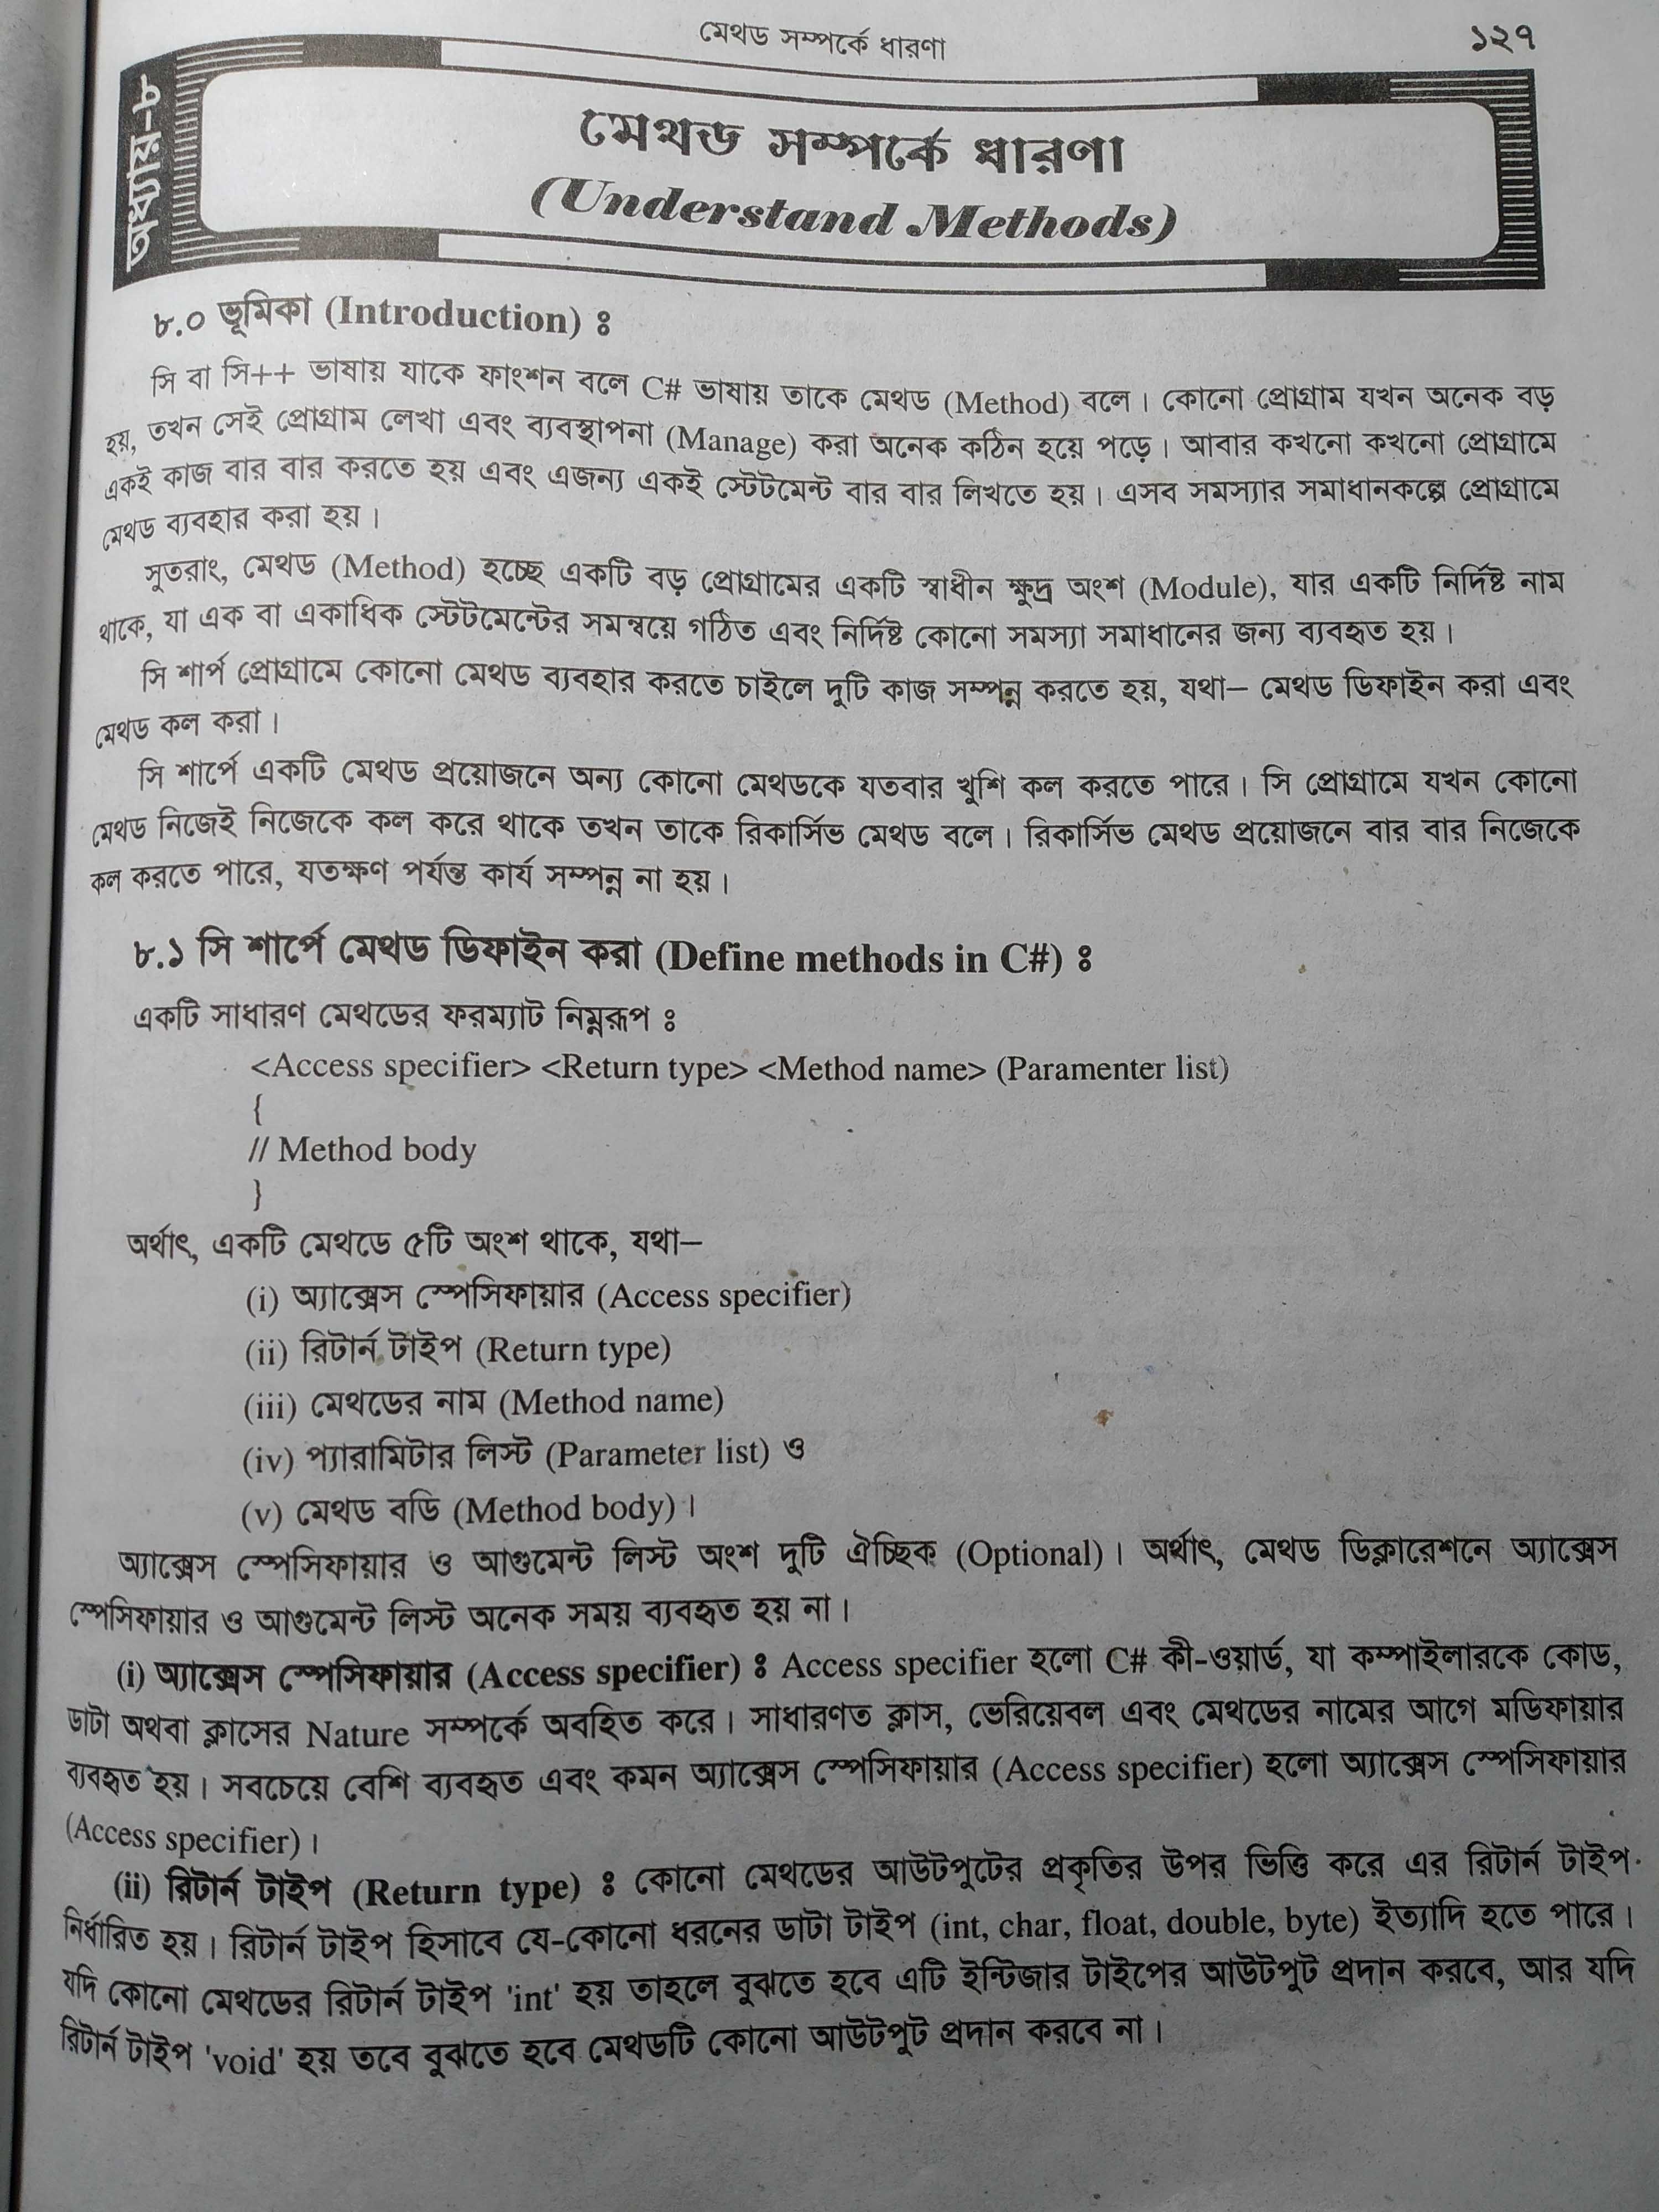 মেথড সম্পর্কে ধারণা
১২৭
অধ্যায়-৮
মেথড সম্পর্কে ধারণা
(Understand Methods)
৮.০ ভূমিকা (Introduction) ঃ
সি বা সি++ ভাষায় যাকে ফাংশন বলে C# ভাষায় তাকে মেথড (Method) বলে। কোনো প্রোগ্রাম যখন অনেক বড়
হয়, তখন সেই প্রোগ্রাম লেখা এবং ব্যবস্থাপনা (Manage) করা অনেক কঠিন হয়ে পড়ে। আবার কখনো কখনো প্রোগ্রামে
একই কাজ বার বার করতে হয় এবং এজন্য একই স্টেটমেন্ট বার বার লিখতে হয়। এসব সমস্যার সমাধানকল্পে প্রোগ্রামে
মেথড ব্যবহার করা হয়।
সুতরাং, মেথড (Method) হচ্ছে একটি বড় প্রোগ্রামের একটি স্বাধীন ক্ষুদ্র অংশ (Module), যার একটি নির্দিষ্ট নাম
থাকে, যা এক বা একাধিক স্টেটমেন্টের সমন্বয়ে গঠিত এবং নির্দিষ্ট কোনো সমস্যা সমাধানের জন্য ব্যবহৃত হয়।
সি শার্প প্রোগ্রামে কোনো মেথড ব্যবহার করতে চাইলে দুটি কাজ সম্পন্ন করতে হয়, যথা– মেথড ডিফাইন করা এবং
মেথড কল করা।
সি শার্পে একটি মেথড প্রয়োজনে অন্য কোনো মেথডকে যতবার খুশি কল করতে পারে। সি প্রোগ্রামে যখন কোনো
মেথড নিজেই নিজেকে কল করে থাকে তখন তাকে রিকার্সিভ মেথড বলে। রিকার্সিভ মেথড প্রয়োজনে বার বার নিজেকে
কল করতে পারে, যতক্ষণ পর্যন্ত কার্য সম্পন্ন না হয়।
৮.১ সি শার্পে মেথড ডিফাইন করা (Define methods in C#) ঃ
একটি সাধারণ মেথডের ফরম্যাট নিম্নরূপ ঃ
<Access specifier> <Return type> <Method name> (Paramenter list)
{
// Method body
}
অর্থাৎ, একটি মেথডে ৫টি অংশ থাকে, যথা–
(i) অ্যাক্সেস স্পেসিফায়ার (Access specifier)
(ii) রিটার্ন টাইপ (Return type)
(iii) মেথডের নাম (Method name)
(iv) প্যারামিটার লিস্ট (Parameter list) ও
(v) মেথড বডি (Method body)।
অ্যাক্সেস স্পেসিফায়ার ও আগুমেন্ট লিস্ট অংশ দুটি ঐচ্ছিক (Optional)। অর্থাৎ, মেথড ডিক্লারেশনে অ্যাক্সেস
স্পেসিফায়ার ও আগুমেন্ট লিস্ট অনেক সময় ব্যবহৃত হয় না।
(i) অ্যাক্সেস স্পেসিফায়ার (Access specifier) ঃ Access specifier হলো C# কী-ওয়ার্ড, যা কম্পাইলারকে কোড,
ডাটা অথবা ক্লাসের Nature সম্পর্কে অবহিত করে। সাধারণত ক্লাস, ভেরিয়েবল এবং মেথডের নামের আগে মডিফায়ার
ব্যবহৃত হয়। সবচেয়ে বেশি ব্যবহৃত এবং কমন অ্যাক্সেস স্পেসিফায়ার (Access specifier) হলো অ্যাক্সেস স্পেসিফায়ার
(Access specifier)।
(ii) রিটার্ন টাইপ (Return type) ঃ কোনো মেথডের আউটপুটের প্রকৃতির উপর ভিত্তি করে এর রিটার্ন টাইপ
নির্ধারিত হয়। রিটার্ন টাইপ হিসাবে যে-কোনো ধরনের ডাটা টাইপ (int, char, float, double, byte) ইত্যাদি হতে পারে।
যদি কোনো মেথডের রিটার্ন টাইপ 'int' হয় তাহলে বুঝতে হবে এটি ইন্টিজার টাইপের আউটপুট প্রদান করবে, আর যদি
রিটার্ন টাইপ 'void' হয় তবে বুঝতে হবে মেথডটি কোনো আউটপুট প্রদান করবে না।